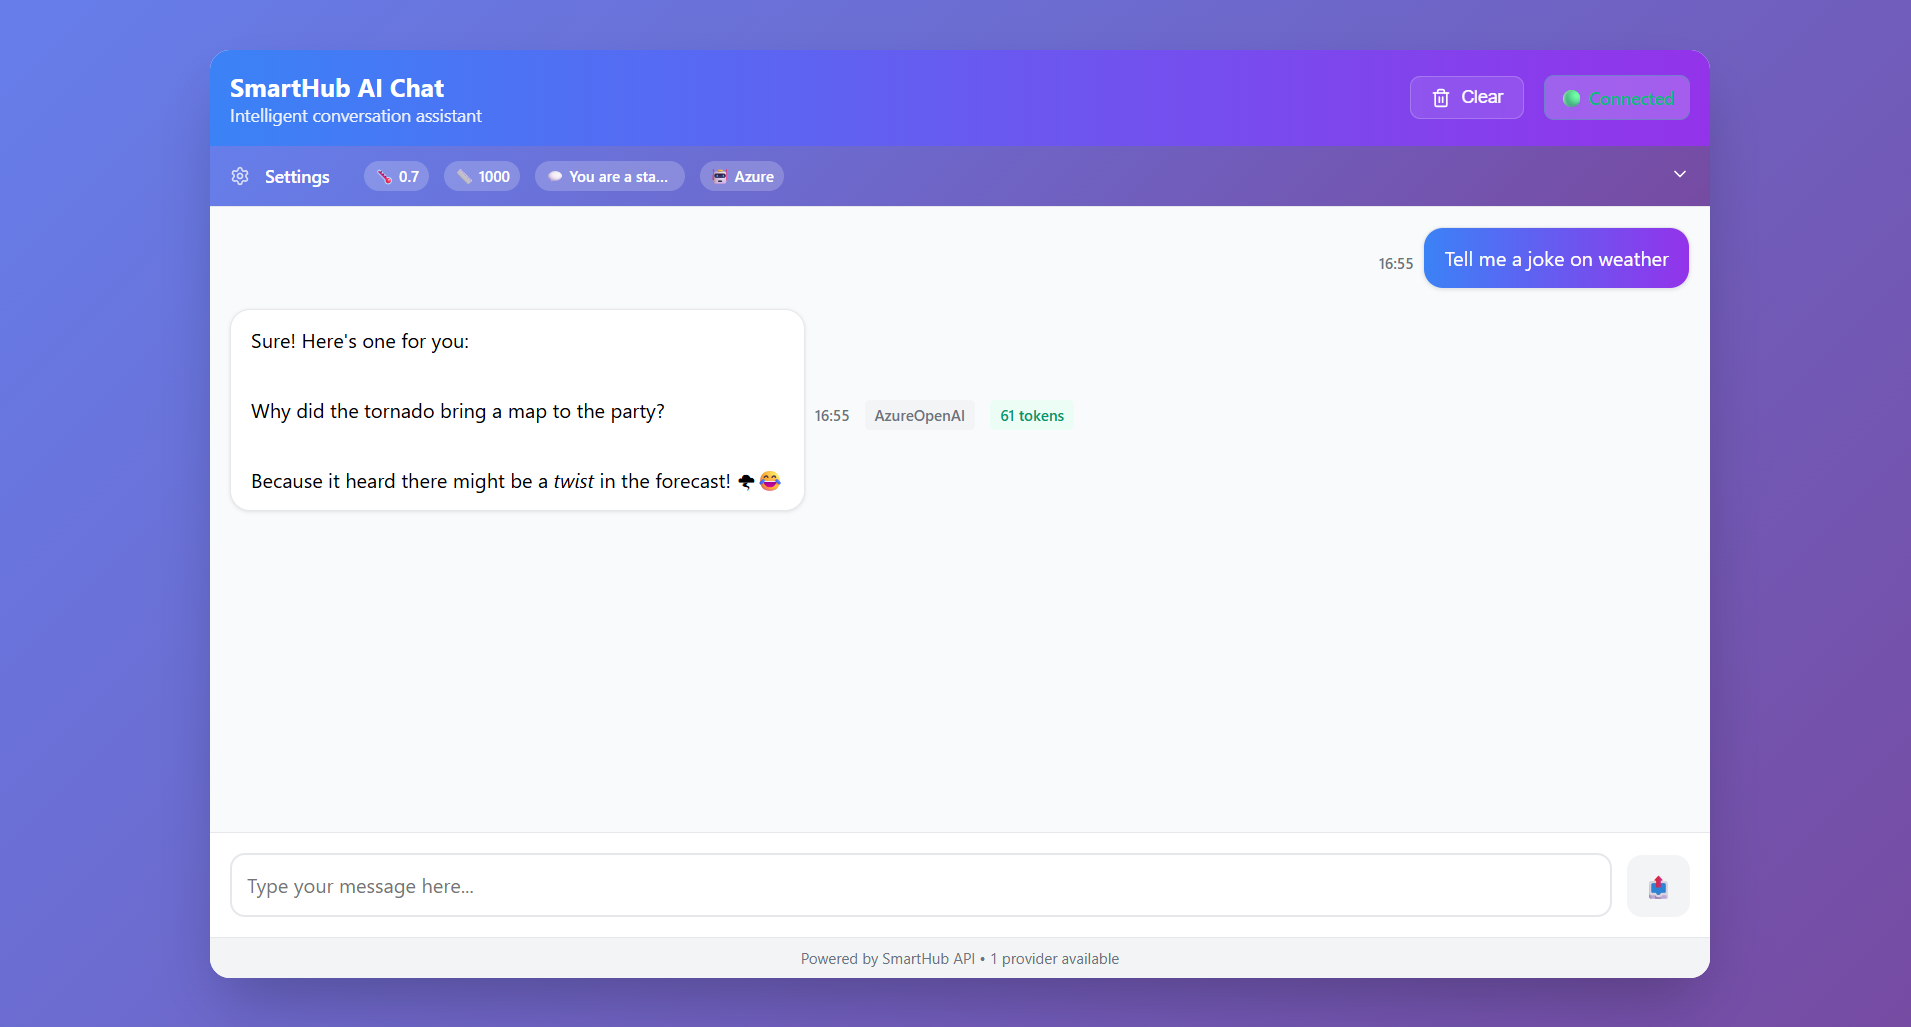 SmartHub AI Chat
Intelligent conversation assistant
Clear
Connected
Settings
0.7
1000
You are a sta...
Azure
16:55
Tell me a joke on weather
Sure! Here's one for you:
Why did the tornado bring a map to the party?
Because it heard there might be a twist in the forecast! 🌪️😂
16:55
AzureOpenAI
61 tokens
Type your message here...
Powered by SmartHub API • 1 provider available